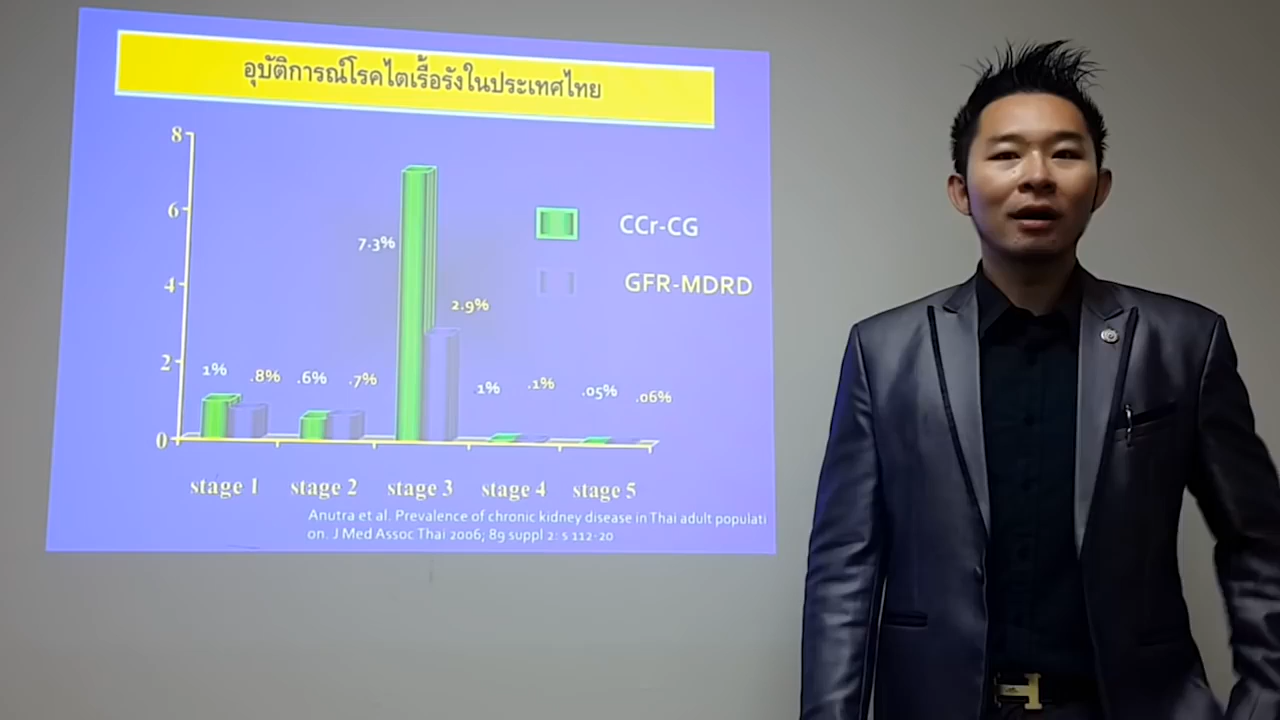 อุบัติการณ์โรคไตเรื้อรังในประเทศไทย
8
6
4
2
0
7.3%
2.9%
1%
.8%
.6%
.7%
.1%
.1%
.05%
.06%
CCr-CG
GFR-MDRD
stage 1
stage 2
stage 3
stage 4
stage 5
Anutra et al. Prevalence of chronic kidney disease in Thai adult populati
on. J Med Assoc Thai 2006; 89 suppl 2: s 112-20